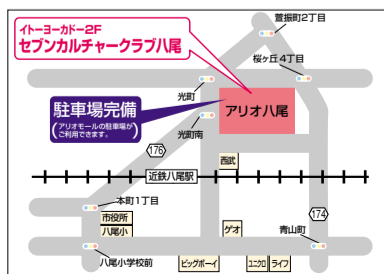 イトーヨーカドー2F
セブンカルチャークラブ八尾
萱振町2丁目
桜ヶ丘4丁目
光町
アリオ八尾
駐車場完備
(アリオモールの駐車場が
ご利用できます。)
光町南
176
西武
近鉄八尾駅
本町1丁目
174
市役所
八尾小
ゲオ
青山町
八尾小学校前
ビッグボーイ
ユニクロ
ライフ